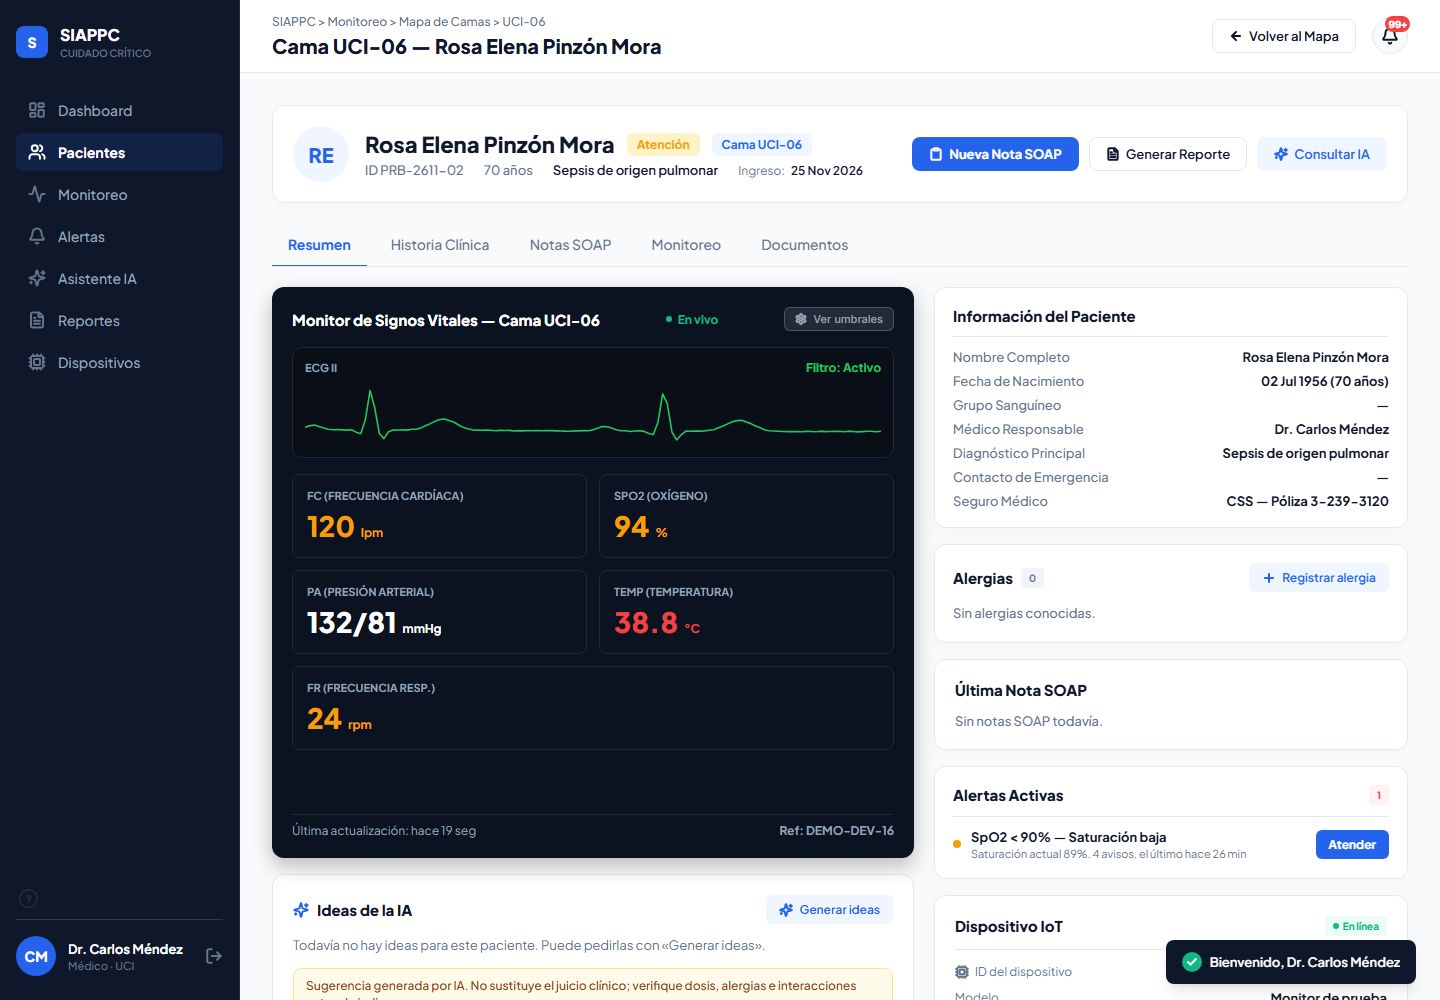 S
SIAPPC
CUIDADO CRÍTICO
Dashboard
Pacientes
Monitoreo
Alertas
Asistente IA
Reportes
Dispositivos
?
CM
Dr. Carlos Méndez
Médico · UCI
SIAPPC > Monitoreo > Mapa de Camas > UCI-06
Cama UCI-06 — Rosa Elena Pinzón Mora
Volver al Mapa
99+
RE
Rosa Elena Pinzón Mora
Atención
Cama UCI-06
ID PRB-2611-02 70 años Sepsis de origen pulmonar Ingreso: 25 Nov 2026
Nueva Nota SOAP
Generar Reporte
Consultar IA
Resumen
Historia Clínica
Notas SOAP
Monitoreo
Documentos
Monitor de Signos Vitales — Cama UCI-06
En vivo
Ver umbrales
ECG II
Filtro: Activo
FC (FRECUENCIA CARDÍACA)
120 lpm
SPO2 (OXÍGENO)
94 %
PA (PRESIÓN ARTERIAL)
132/81 mmHg
TEMP (TEMPERATURA)
38.8 °C
FR (FRECUENCIA RESP.)
24 rpm
Última actualización: hace 19 seg
Ref: DEMO-DEV-16
Ideas de la IA
Generar ideas
Todavía no hay ideas para este paciente. Puede pedirlas con «Generar ideas».
Sugerencia generada por IA. No sustituye el juicio clínico; verifique dosis, alergias e interacciones
Información del Paciente
Nombre Completo Rosa Elena Pinzón Mora
Fecha de Nacimiento 02 Jul 1956 (70 años)
Grupo Sanguíneo —
Médico Responsable Dr. Carlos Méndez
Diagnóstico Principal Sepsis de origen pulmonar
Contacto de Emergencia —
Seguro Médico CSS — Póliza 3-239-3120
Alergias 0
Registrar alergia
Sin alergias conocidas.
Última Nota SOAP
Sin notas SOAP todavía.
Alertas Activas 1
SpO2 < 90% — Saturación baja
Saturación actual 89%. 4 avisos, el último hace 26 min
Atender
Dispositivo IoT
En línea
ID del dispositivo
Bienvenido, Dr. Carlos Méndez
Modelo Monitor de prueba